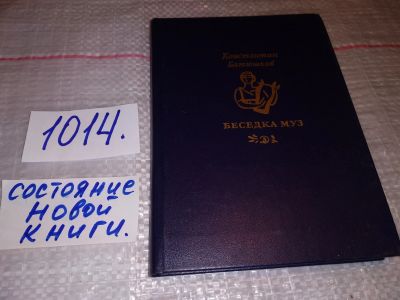 Константин
Батюшков
БЕСЕДКА МУЗ
1014.
состояние
новой
книги.